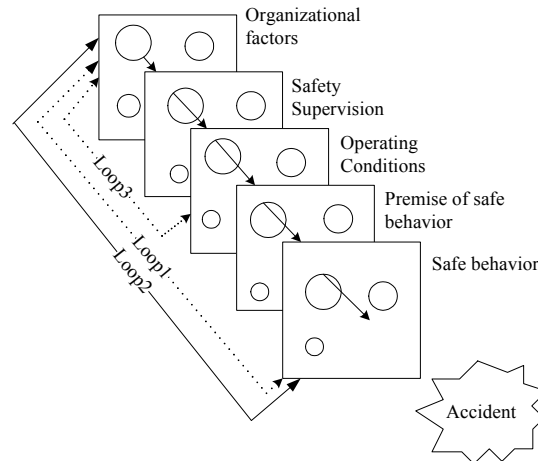 Organizational
factors
Safety
Supervision
Operating
Conditions
Premise of safe
behavior
Safe behavior
Loop3
Loop1
Loop2
Accident